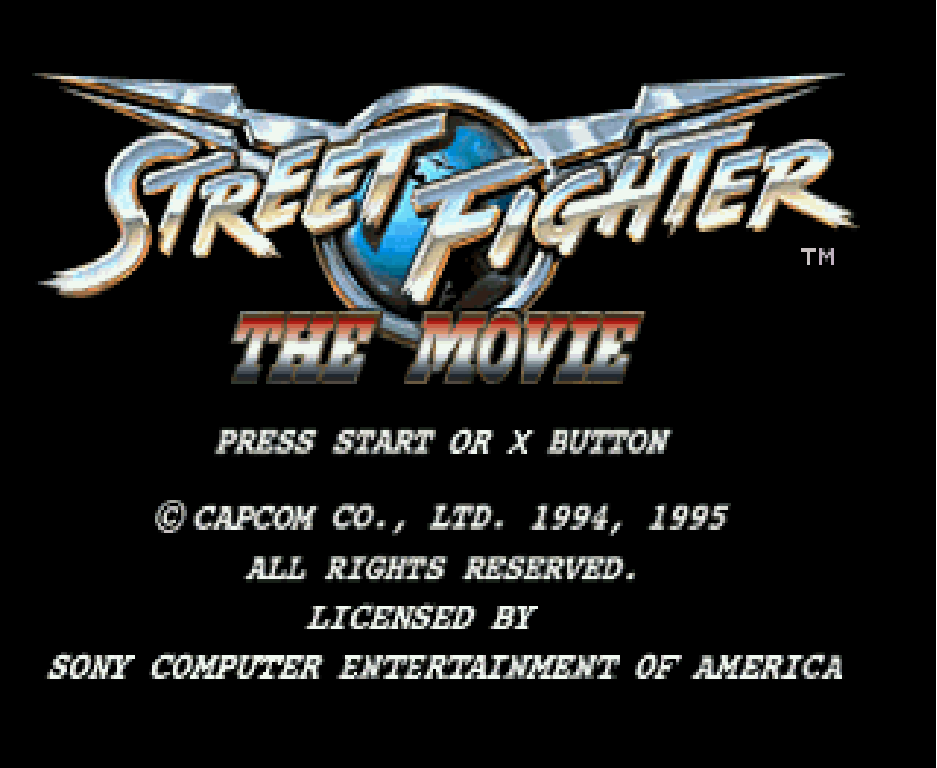 STREET FIGHTER
TM
THE MOVIE
PRESS START OR X BUTTON
© CAPCOM CO., LTD. 1994, 1995
ALL RIGHTS RESERVED.
LICENSED BY
SONY COMPUTER ENTERTAINMENT OF AMERICA